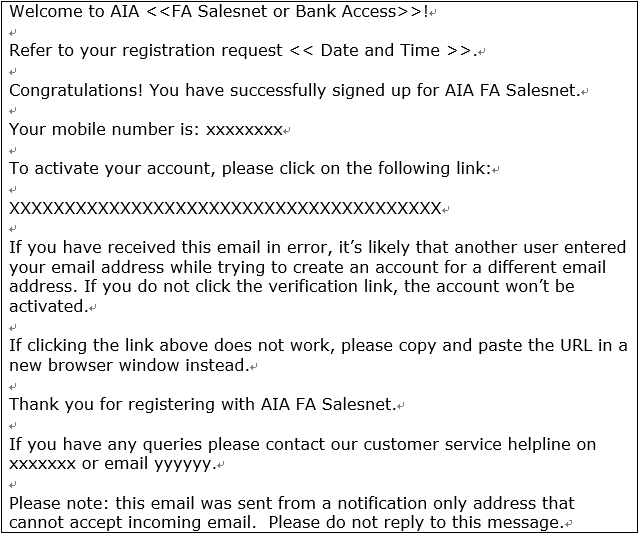 Welcome to AIA <<FA Salesnet or Bank Access>>!
Refer to your registration request << Date and Time >>.
Congratulations! You have successfully signed up for AIA FA Salesnet.
Your mobile number is: xxxxxxxx
To activate your account, please click on the following link:
XXXXXXXXXXXXXXXXXXXXXXXXXXXXXXXXXXXXXXX
If you have received this email in error, it’s likely that another user entered
your email address while trying to create an account for a different email
address. If you do not click the verification link, the account won’t be
activated.
If clicking the link above does not work, please copy and paste the URL in a
new browser window instead.
Thank you for registering with AIA FA Salesnet.
If you have any queries please contact our customer service helpline on
xxxxxxx or email yyyyyy.
Please note: this email was sent from a notification only address that
cannot accept incoming email.  Please do not reply to this message.